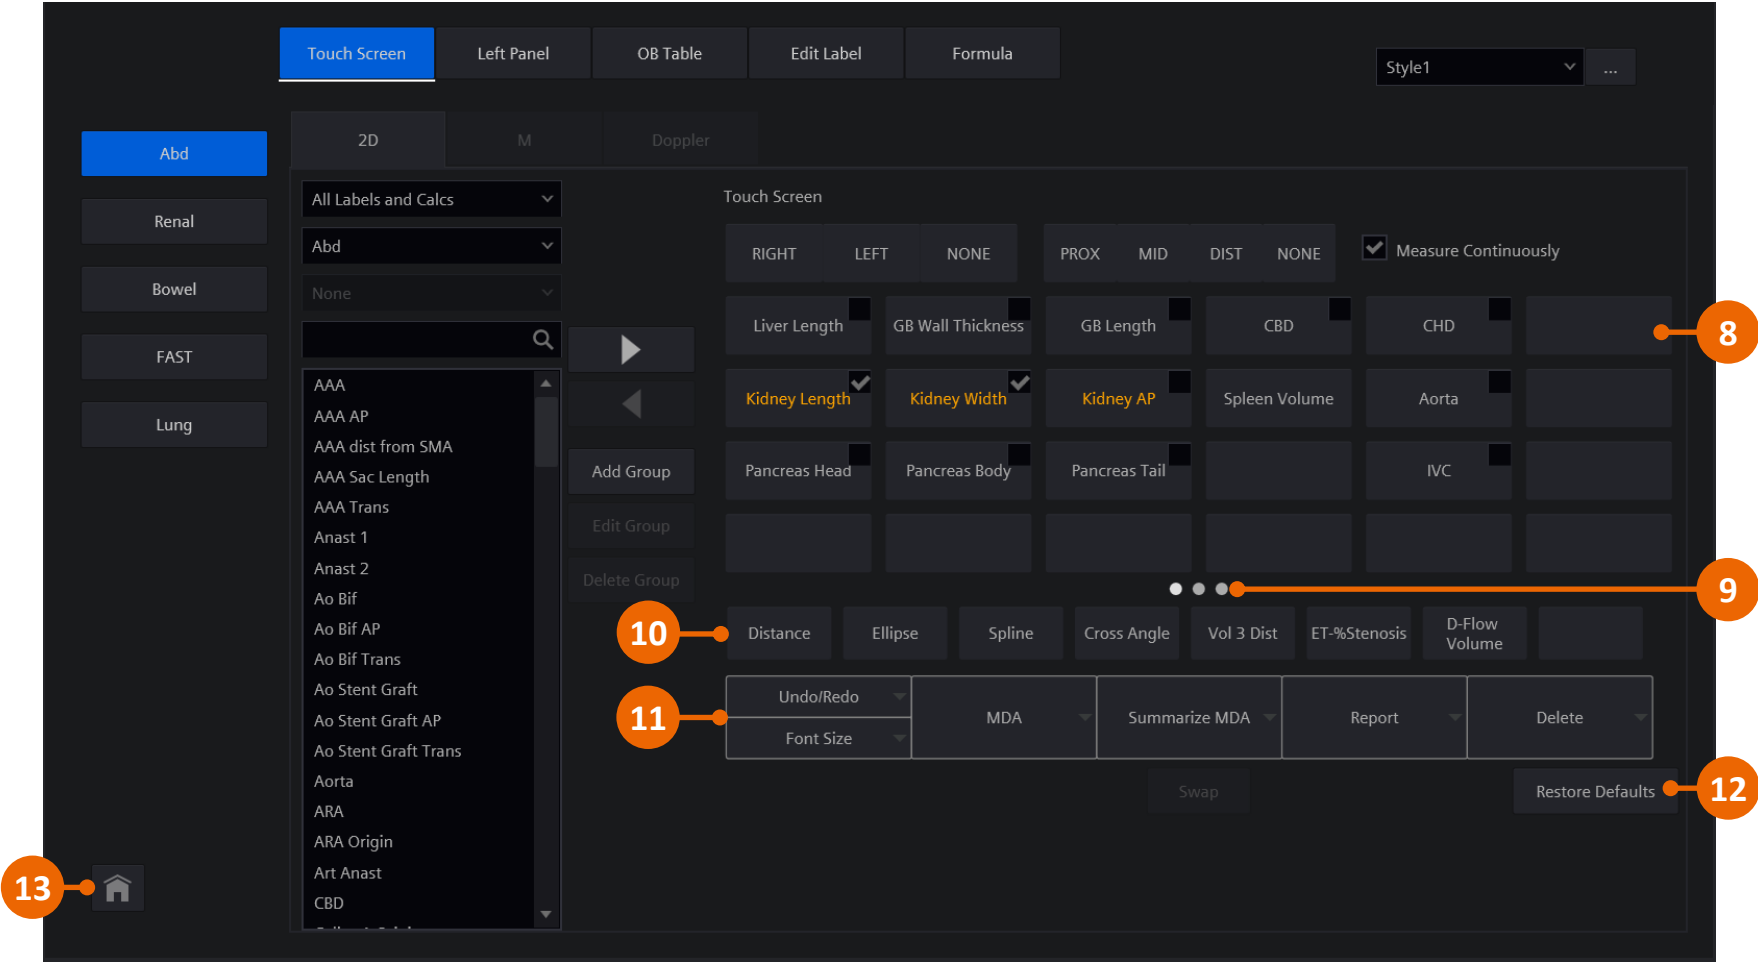 Touch Screen
Left Panel
OB Table
Edit Label
Formula
Style1
...
Abd
Renal
Bowel
FAST
Lung
2D
M
Doppler
All Labels and Calcs
Abd
None
AAA
AAA AP
AAA dist from SMA
AAA Sac Length
AAA Trans
Anast 1
Anast 2
Ao Bif
Ao Bif AP
Ao Bif Trans
Ao Stent Graft
Ao Stent Graft AP
Ao Stent Graft Trans
Aorta
ARA
ARA Origin
Art Anast
CBD
Add Group
Edit Group
Delete Group
Touch Screen
RIGHT LEFT NONE PROX MID DIST NONE Measure Continuously
Liver Length GB Wall Thickness GB Length CBD CHD
8
Kidney Length Kidney Width Kidney AP Spleen Volume Aorta
Pancreas Head Pancreas Body Pancreas Tail IVC
9
10
Distance Ellipse Spline Cross Angle Vol 3 Dist ET-%Stenosis D-Flow
Volume
11
Undo/Redo
Font Size
MDA
Summarize MDA
Report
Delete
Swap
Restore Defaults
12
13